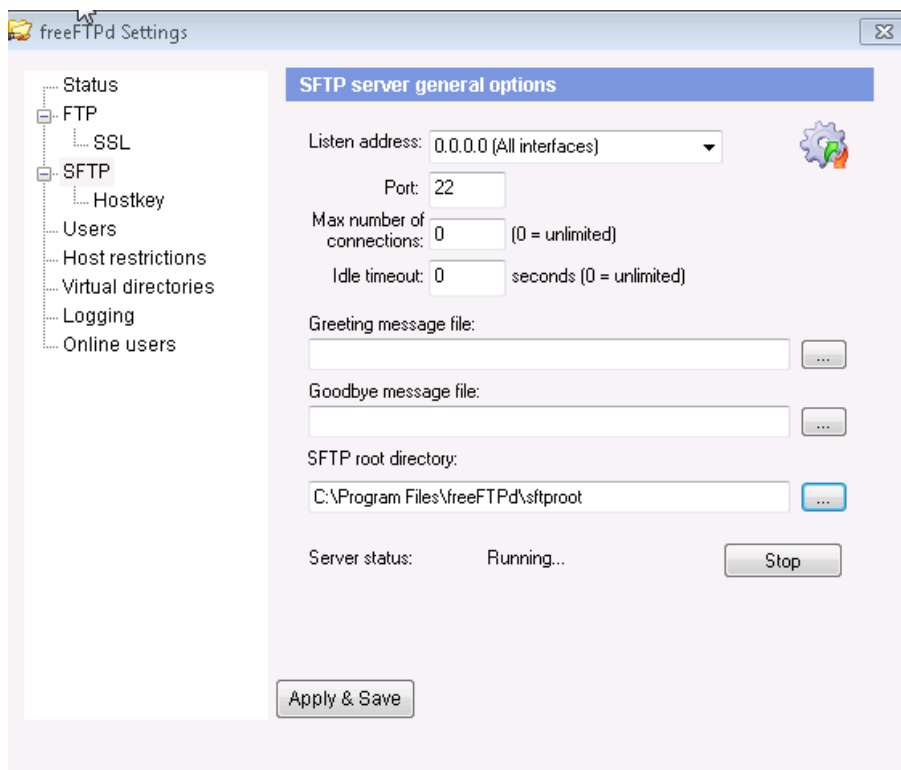 freeFTPd Settings
Status
FTP
SSL
SFTP
Hostkey
Users
Host restrictions
Virtual directories
Logging
Online users
SFTP server general options
Listen address: 0.0.0.0 (All interfaces)
Port: 22
Max number of
connections: 0 (0 = unlimited)
Idle timeout: 0 seconds (0 = unlimited)
Greeting message file:
...
Goodbye message file:
...
SFTP root directory:
C:\Program Files\freeFTPd\sftproot ...
Server status: Running... Stop
Apply & Save